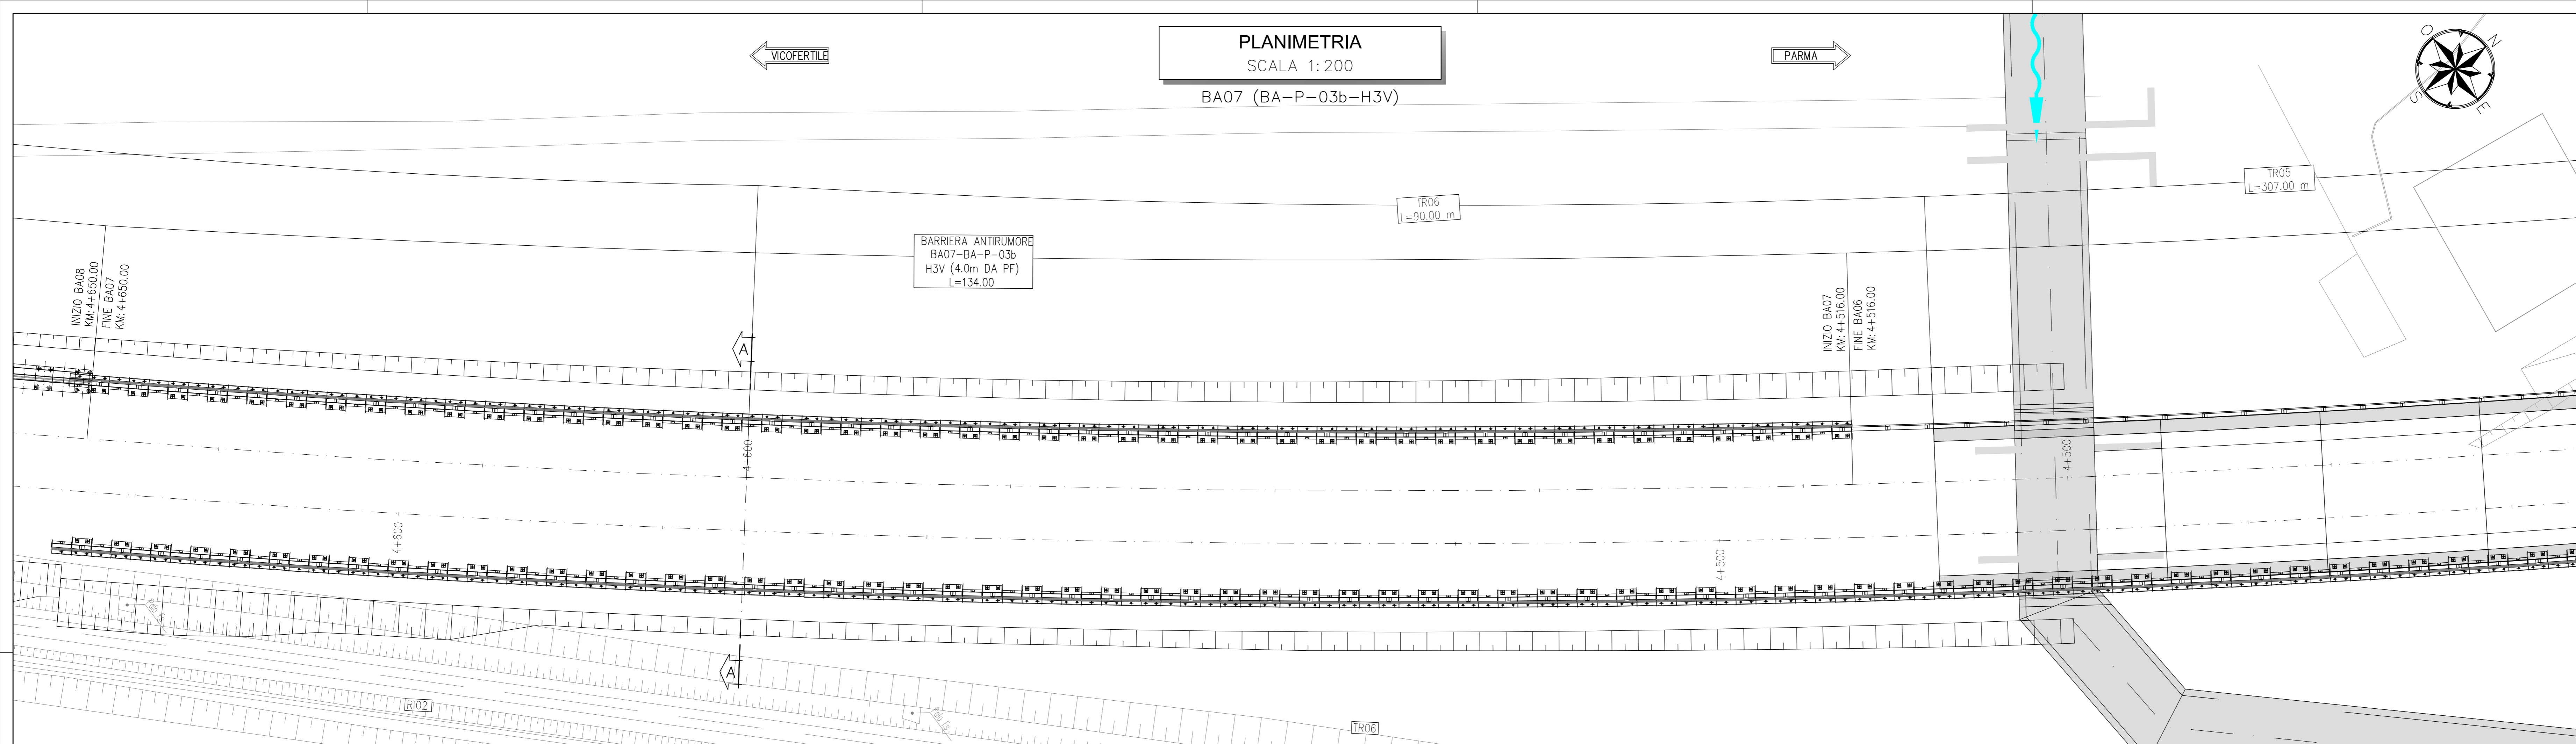 PLANIMETRIA
SCALA 1:200
BA07 (BA-P-03b-H3V)
VICOFERTILE
PARMA
O
N
S
E
TR05
L=307.00 m
TR06
L=90.00 m
BARRIERA ANTIRUMORE
BA07-BA-P-03b
H3V (4.0m DA PF)
L=134.00
INIZIO BA08
KM: 4+650.00
FINE BA07
KM: 4+650.00
INIZIO BA07
KM: 4+516.00
FINE BA06
KM: 4+516.00
A
4+600
4+500
4+600
4+500
A
RI02
TR06